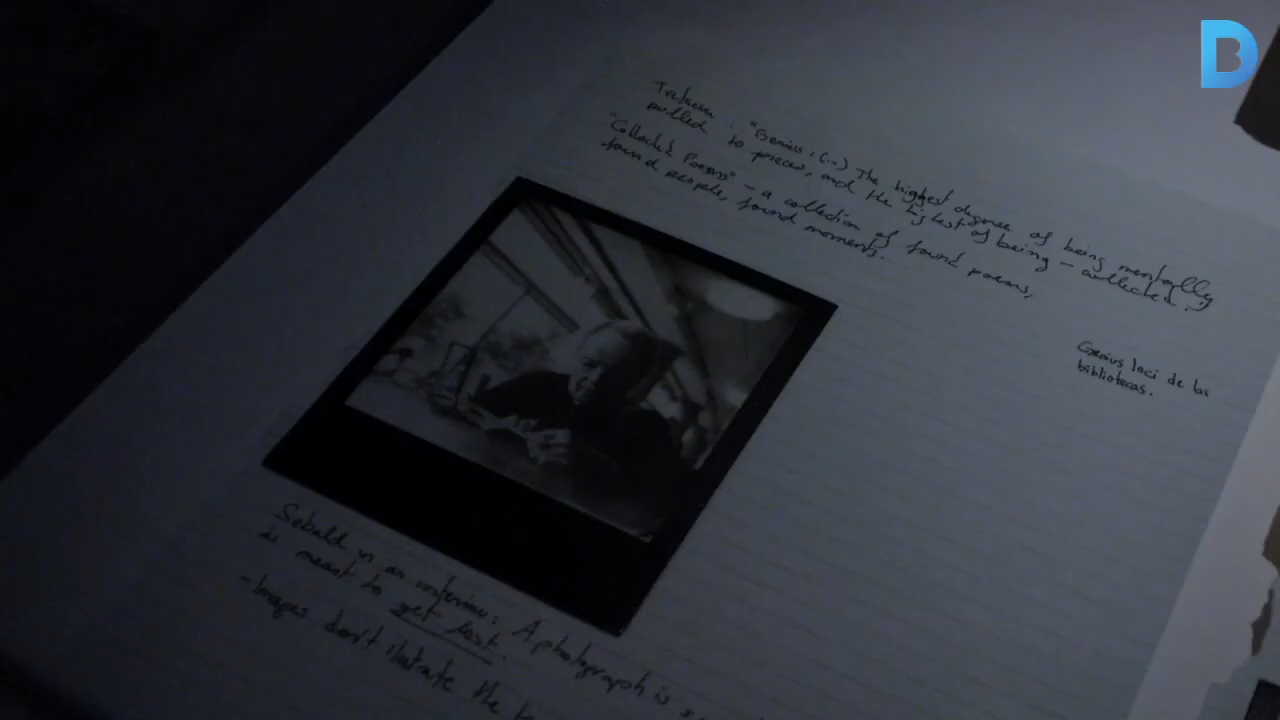 : "Genius, (...) The highest degree of being mentally
pulled to pieces, and the highest of being – collected."
"Collected Poems" – a collection of found poems,
found people, found moments.
Genius loci de las
bibliotecas.
Sebald in an interview: A photograph is
is meant to get lost.
– Images don't ilustrate the